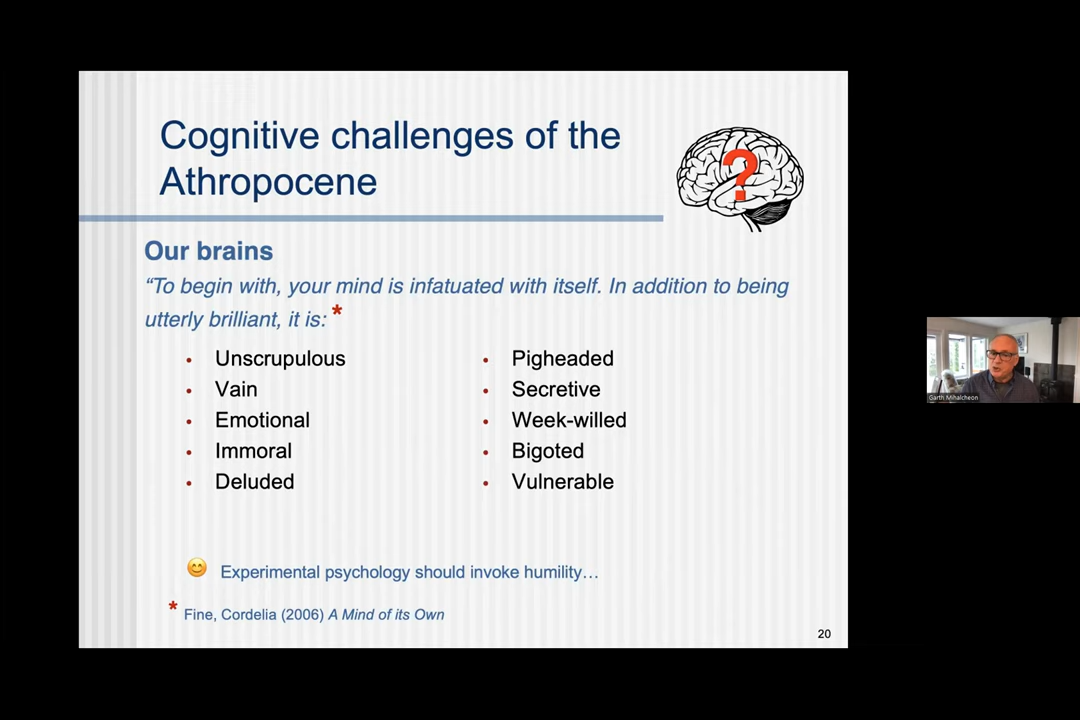 Cognitive challenges of the
Athropocene
?
Our brains
“To begin with, your mind is infatuated with itself. In addition to being
utterly brilliant, it is: *
• Unscrupulous
• Vain
• Emotional
• Immoral
• Deluded
• Pigheaded
• Secretive
• Week-willed
• Bigoted
• Vulnerable
😊 Experimental psychology should invoke humility…
* Fine, Cordelia (2006) A Mind of its Own
20
Garth Mihalcheon